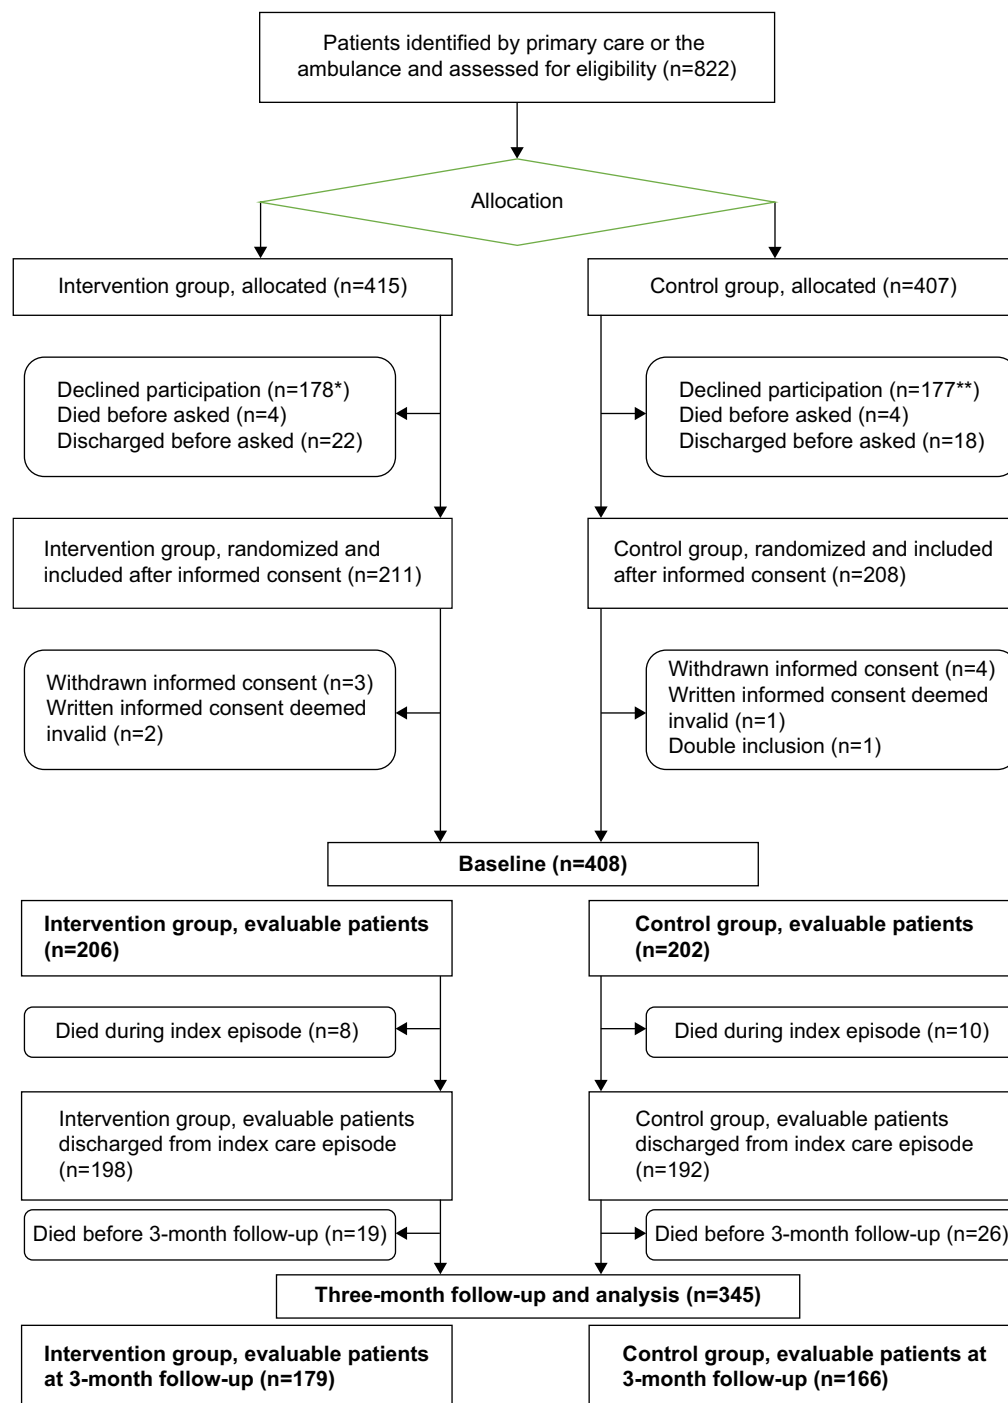 Patients identified by primary care or the
ambulance and assessed for eligibility (n=822)
Allocation
Intervention group, allocated (n=415)
Control group, allocated (n=407)
Declined participation (n=178*)
Died before asked (n=4)
Discharged before asked (n=22)
Declined participation (n=177**)
Died before asked (n=4)
Discharged before asked (n=18)
Intervention group, randomized and
included after informed consent (n=211)
Control group, randomized and included
after informed consent (n=208)
Withdrawn informed consent (n=3)
Written informed consent deemed
invalid (n=2)
Withdrawn informed consent (n=4)
Written informed consent deemed
invalid (n=1)
Double inclusion (n=1)
Baseline (n=408)
Intervention group, evaluable patients
(n=206)
Control group, evaluable patients
(n=202)
Died during index episode (n=8)
Died during index episode (n=10)
Intervention group, evaluable patients
discharged from index care episode
(n=198)
Control group, evaluable patients
discharged from index care episode
(n=192)
Died before 3-month follow-up (n=19)
Died before 3-month follow-up (n=26)
Three-month follow-up and analysis (n=345)
Intervention group, evaluable patients
at 3-month follow-up (n=179)
Control group, evaluable patients at
3-month follow-up (n=166)